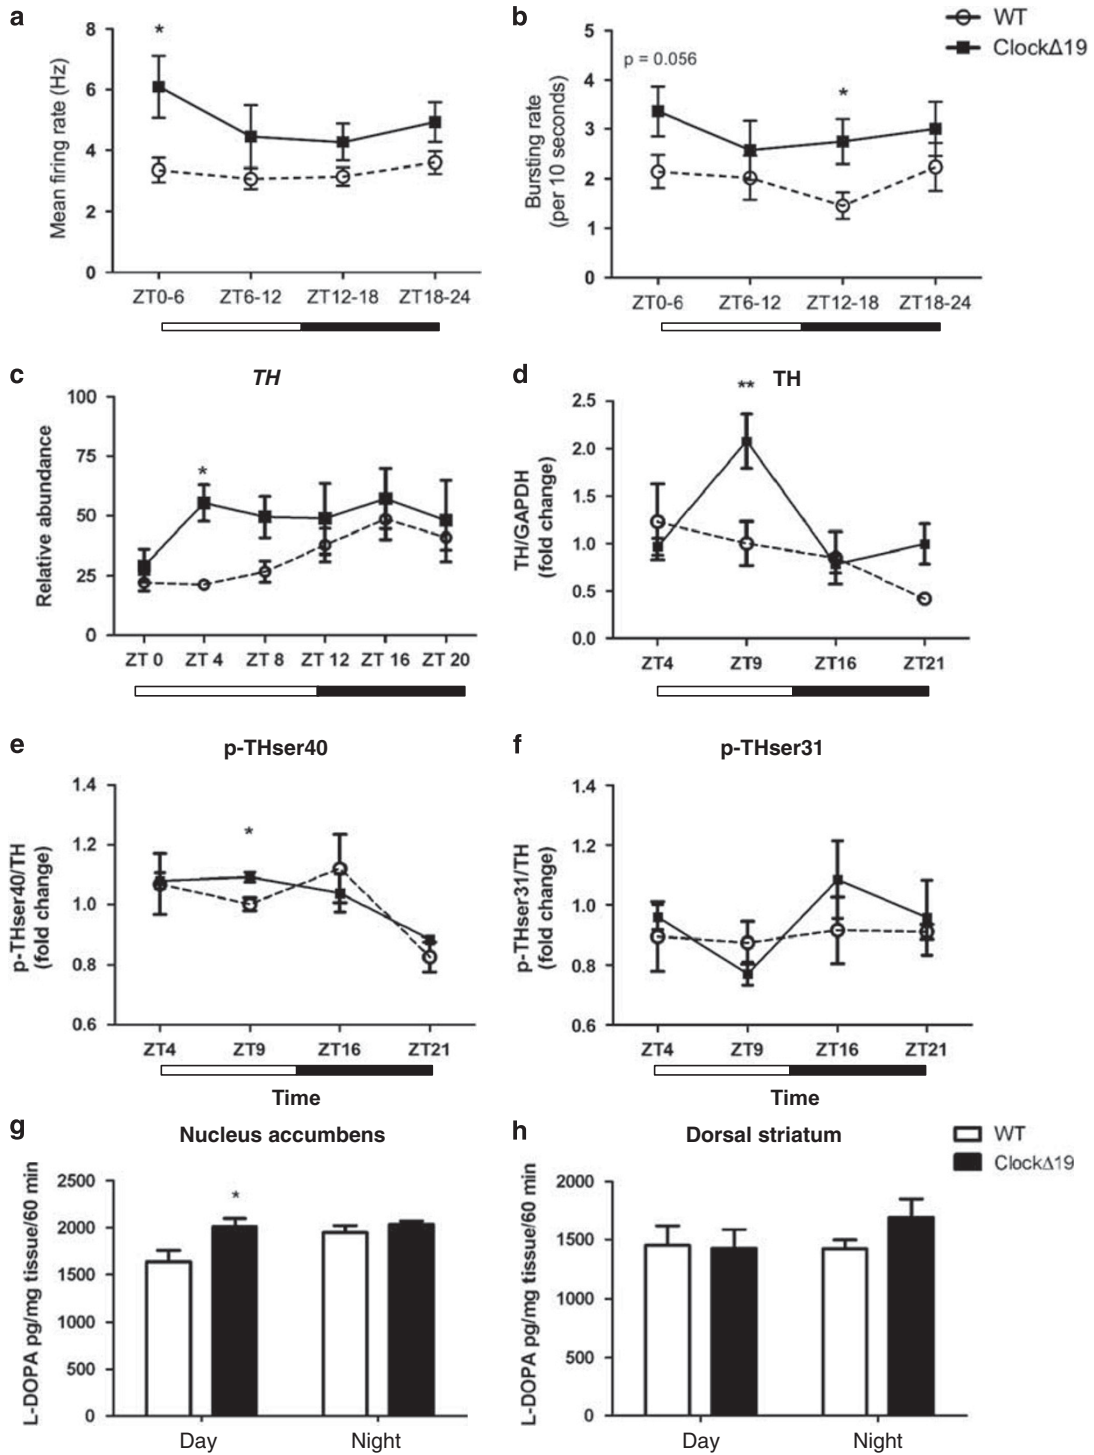 a
8
6
4
2
0
Mean firing rate (Hz)
*
ZT0-6 ZT6-12 ZT12-18 ZT18-24
b
WT
ClockΔ19
5
4
3
2
1
0
Bursting rate
(per 10 seconds)
p = 0.056
*
ZT0-6 ZT6-12 ZT12-18 ZT18-24
c
TH
100
75
50
25
0
Relative abundance
*
ZT 0 ZT 4 ZT 8 ZT 12 ZT 16 ZT 20
d
TH
2.5
2.0
1.5
1.0
0.5
0.0
TH/GAPDH
(fold change)
**
ZT4 ZT9 ZT16 ZT21
e
p-THser40
1.4
1.2
1.0
0.8
0.6
p-THser40/TH
(fold change)
*
ZT4 ZT9 ZT16 ZT21
Time
f
p-THser31
1.4
1.2
1.0
0.8
0.6
p-THser31/TH
(fold change)
ZT4 ZT9 ZT16 ZT21
Time
g
Nucleus accumbens
2500
2000
1500
1000
500
0
L-DOPA pg/mg tissue/60 min
*
Day Night
h
Dorsal striatum
WT
ClockΔ19
2000
1500
1000
500
0
L-DOPA pg/mg tissue/60 min
Day Night